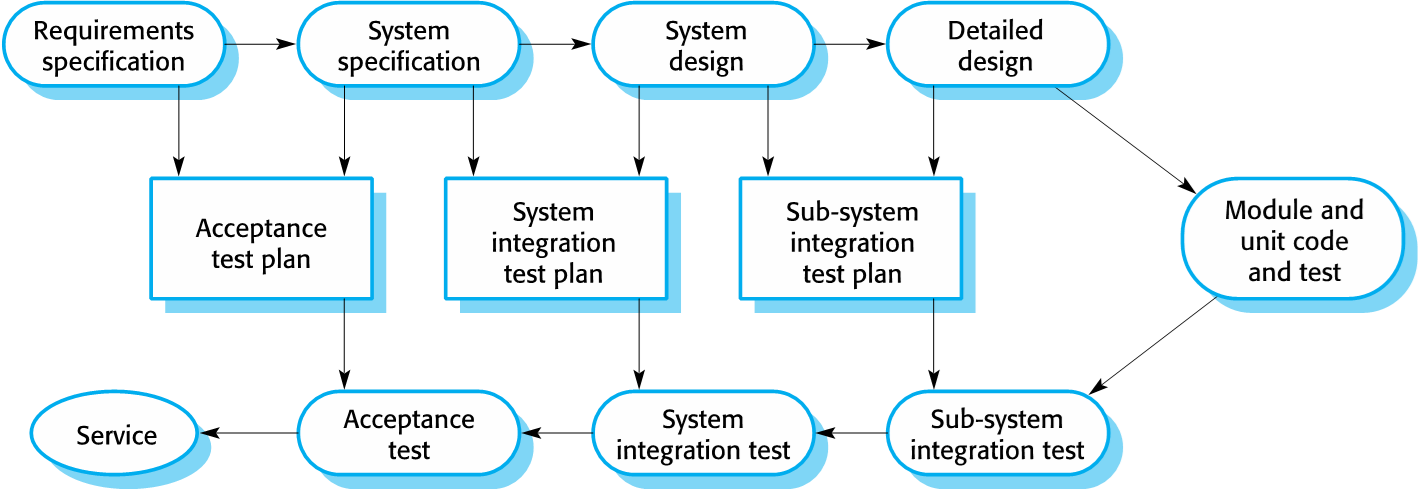 Requirements
specification
System
specification
System
design
Detailed
design
Acceptance
test plan
System
integration
test plan
Sub-system
integration
test plan
Module and
unit code
and test
Service
Acceptance
test
System
integration test
Sub-system
integration test